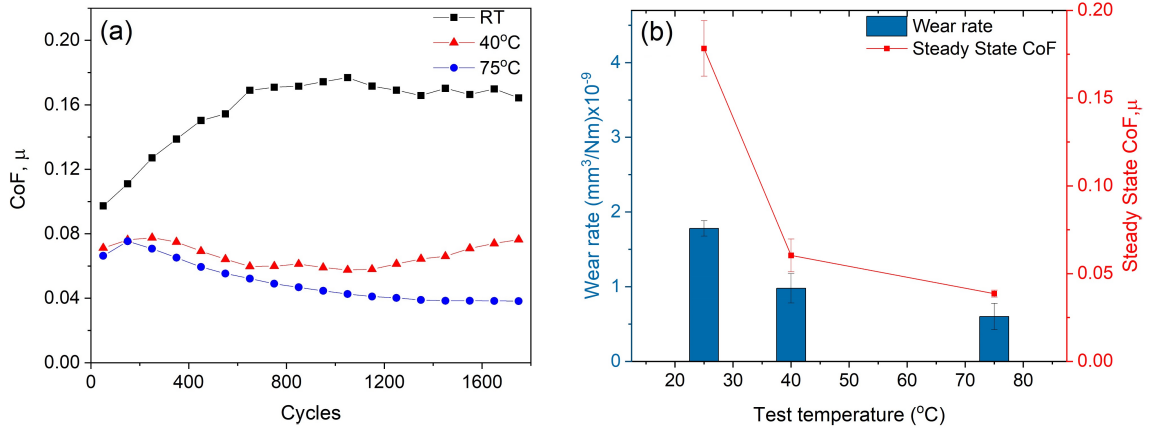 (a)
RT
40°C
75°C
0.20
0.16
0.12
0.08
0.04
0.00
CoF, μ
0 400 800 1200 1600
Cycles
(b)
Wear rate
Steady State CoF
4
3
2
1
0
Wear rate (mm³/Nm)x10⁻⁹
0.20
0.15
0.10
0.05
0.00
Steady State CoF,μ
20 30 40 50 60 70 80
Test temperature (°C)